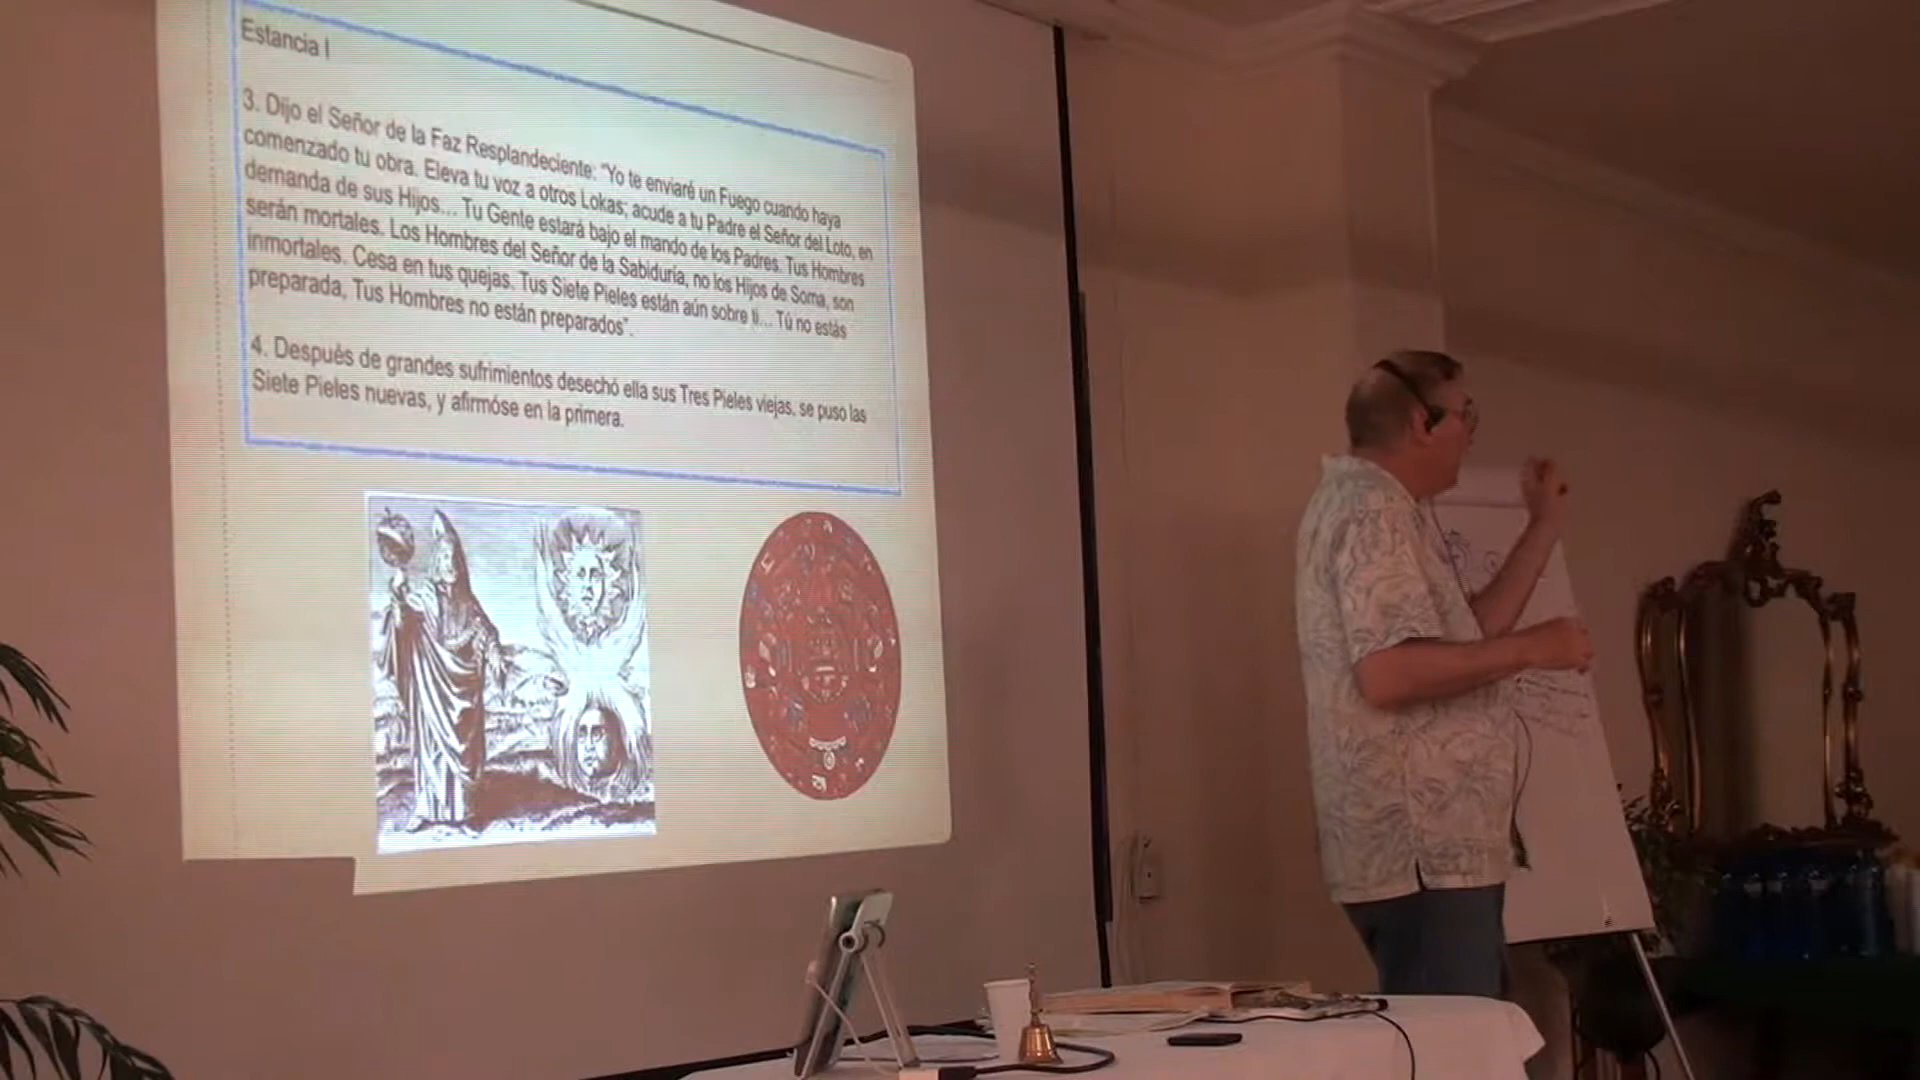 Estancia I
3. Dijo el Señor de la Faz Resplandeciente: "Yo te enviaré un Fuego cuando haya
comenzado tu obra. Eleva tu voz a otros Lokas; acude a tu Padre el Señor del Loto, en
demanda de sus Hijos... Tu Gente estará bajo el mando de los Padres. Tus Hombres
serán mortales. Los Hombres del Señor de la Sabiduría, no los Hijos de Soma, son
inmortales. Cesa en tus quejas. Tus Siete Pieles están aún sobre ti... Tú no estás
preparada, Tus Hombres no están preparados".
4. Después de grandes sufrimientos desechó ella sus Tres Pieles viejas, se puso las
Siete Pieles nuevas, y afirmóse en la primera.